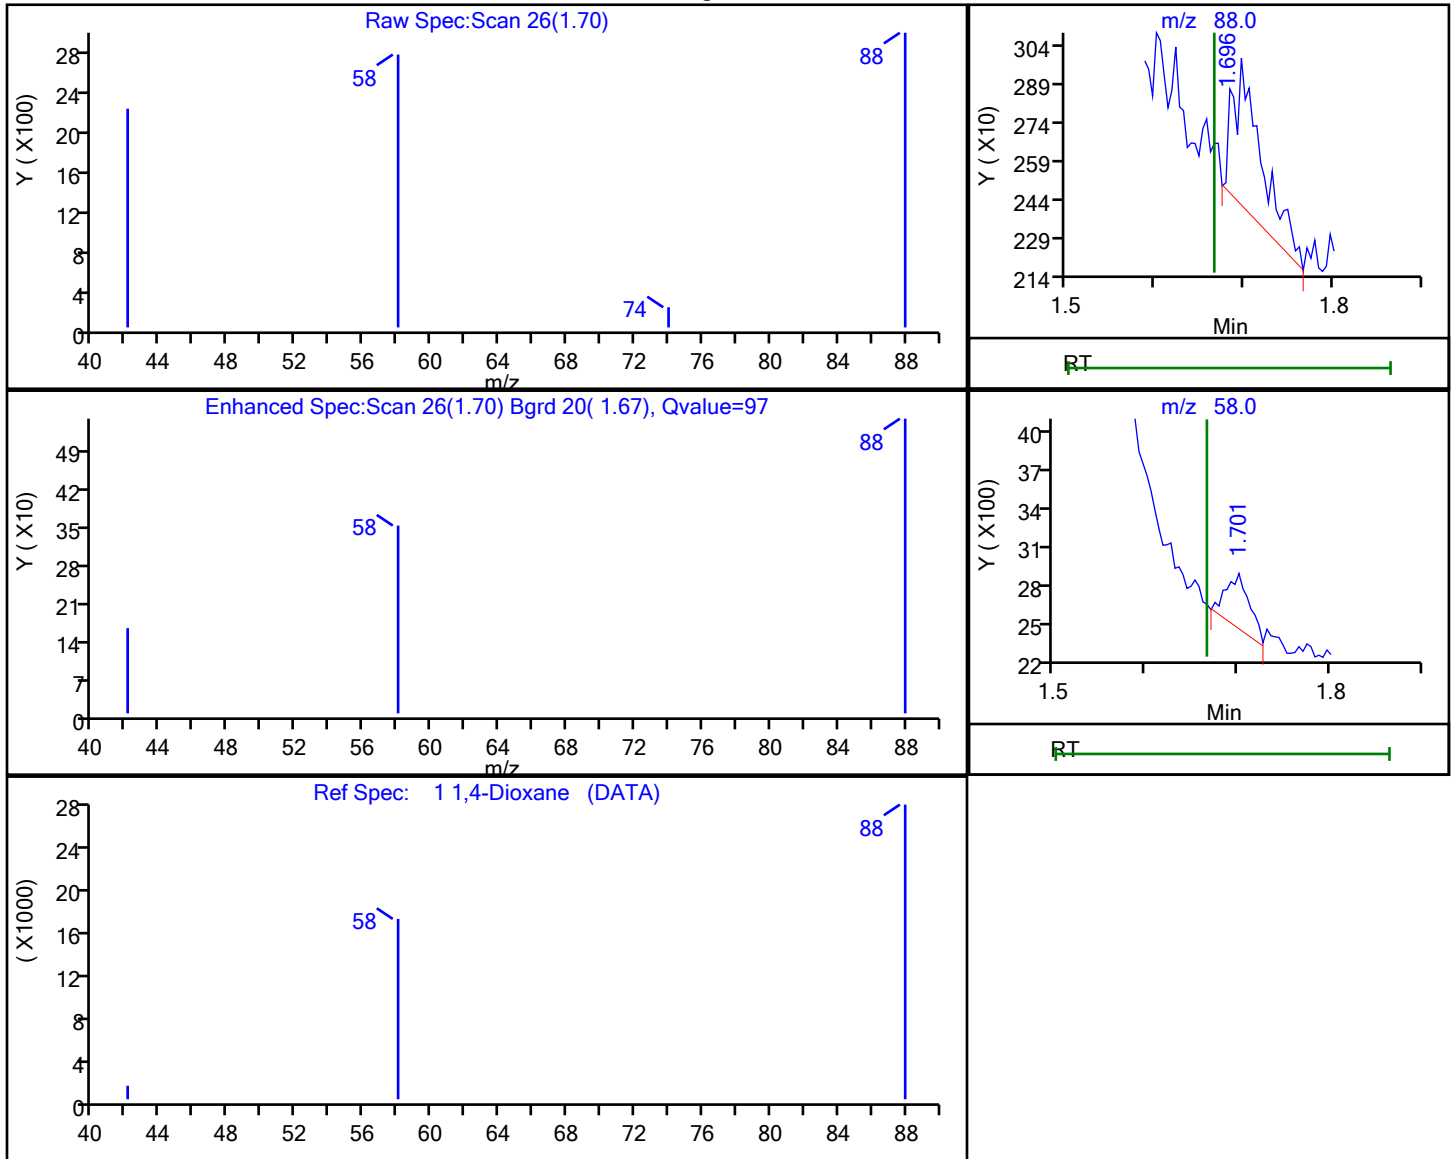 Raw Spec:Scan 26(1.70)
Y ( X100)
28
24
20
16
12
8
4
0
58
74
88
40 44 48 52 56 60 64 68 72 76 80 84 88
m/z
m/z 88.0
Y ( X10)
304
289
274
259
244
229
214
1.696
1.5 1.8
Min
RT
Enhanced Spec:Scan 26(1.70) Bgrd 20( 1.67), Qvalue=97
Y ( X10)
49
42
35
28
21
14
7
0
58
88
40 44 48 52 56 60 64 68 72 76 80 84 88
m/z
m/z 58.0
Y ( X100)
40
37
34
31
28
25
22
1.701
1.5 1.8
Min
RT
Ref Spec: 1 1,4-Dioxane (DATA)
( X1000)
28
24
20
16
12
8
4
0
58
88
40 44 48 52 56 60 64 68 72 76 80 84 88